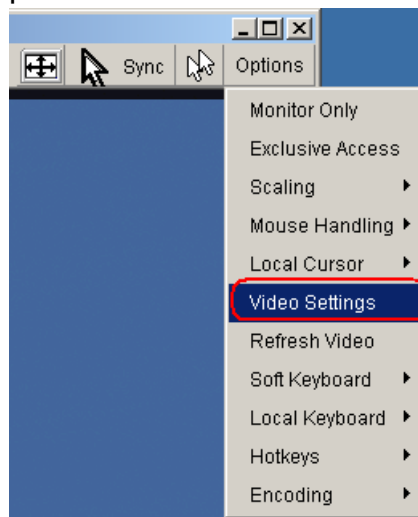 Sync Options
Monitor Only
Exclusive Access
Scaling
Mouse Handling
Local Cursor
Video Settings
Refresh Video
Soft Keyboard
Local Keyboard
Hotkeys
Encoding